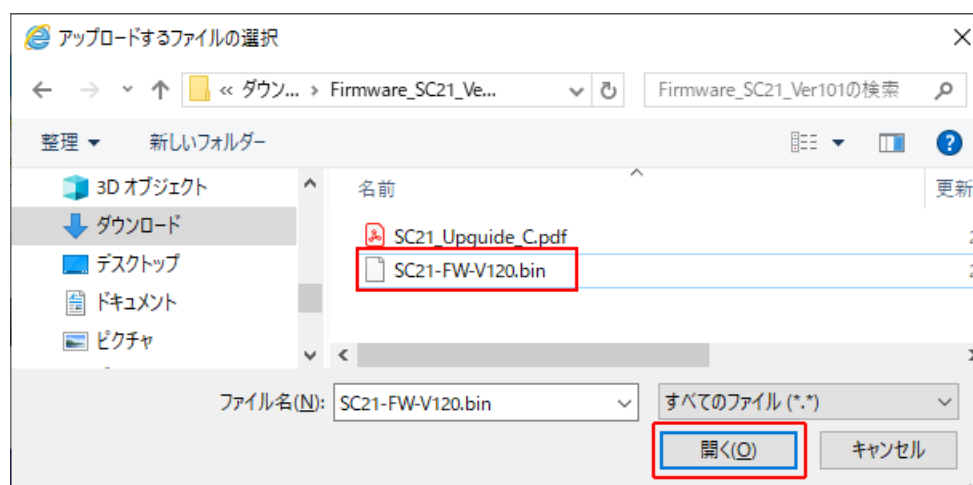 アップロードするファイルの選択
« ダウン... › Firmware_SC21_Ve...
Firmware_SC21_Ver101の検索
整理
新しいフォルダー
3D オブジェクト
ダウンロード
デスクトップ
ドキュメント
ピクチャ
名前
更新
SC21_Upguide_C.pdf
SC21-FW-V120.bin
ファイル名(N):
SC21-FW-V120.bin
すべてのファイル (*.*)
開く(O)
キャンセル